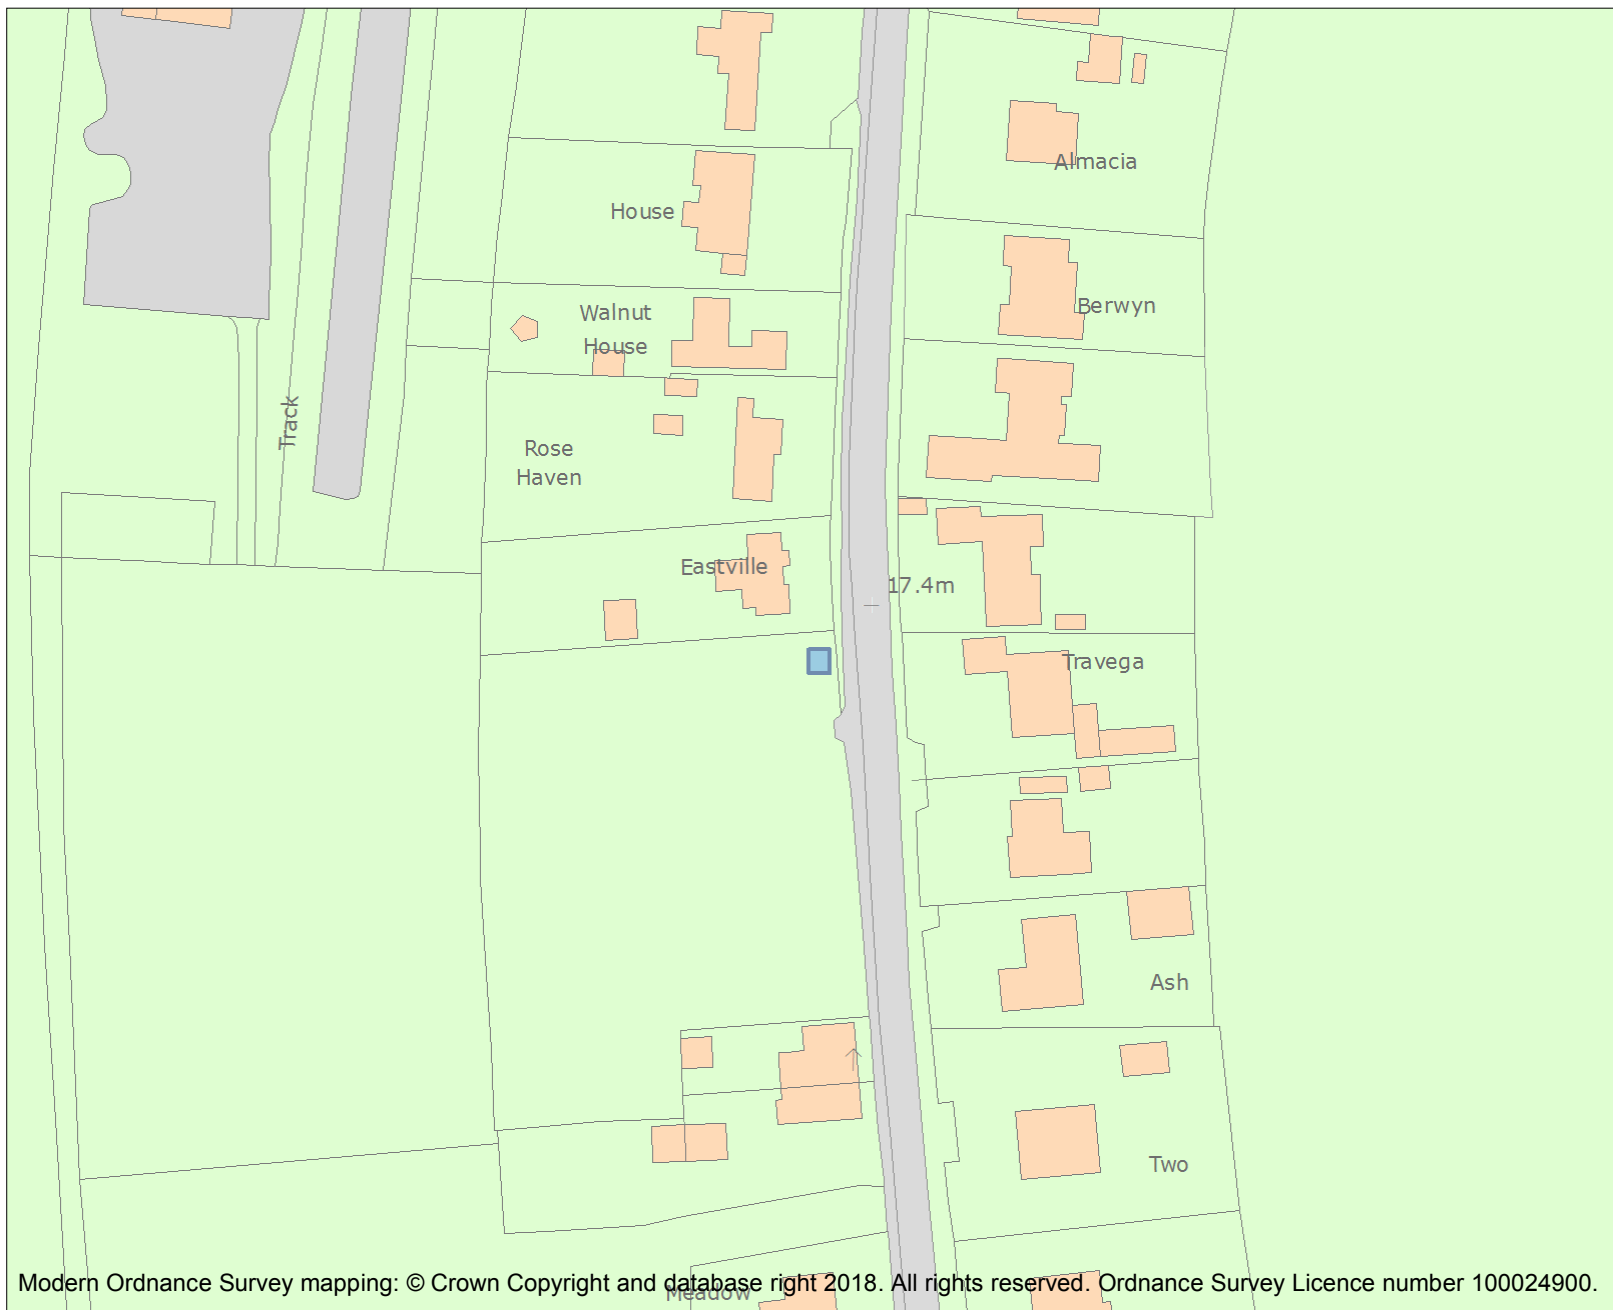 Almacia
House
Berwyn
Walnut
House
Track
Rose
Haven
Eastville
17.4m
Travega
Ash
Two
Modern Ordnance Survey mapping: © Crown Copyright and database right 2018. All rights reserved. Ordnance Survey Licence number 100024900.
Meadow